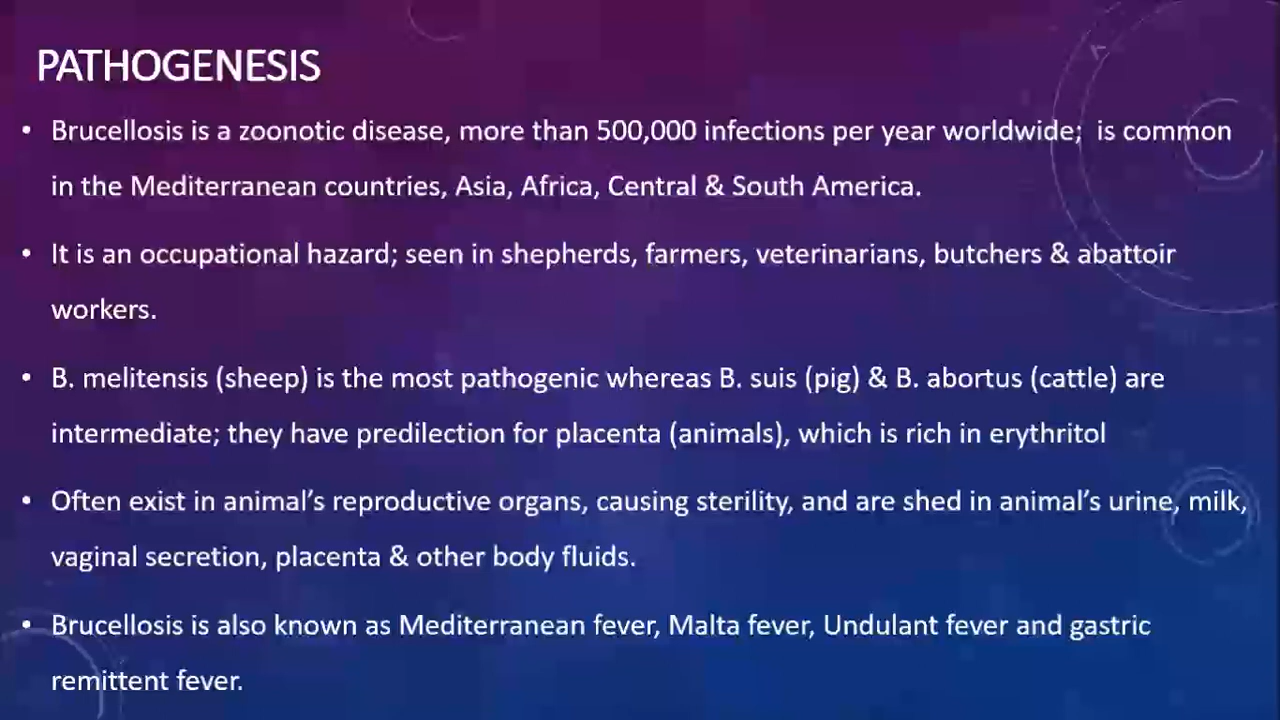 PATHOGENESIS
• Brucellosis is a zoonotic disease, more than 500,000 infections per year worldwide;  is common
in the Mediterranean countries, Asia, Africa, Central & South America.
• It is an occupational hazard; seen in shepherds, farmers, veterinarians, butchers & abattoir
workers.
• B. melitensis (sheep) is the most pathogenic whereas B. suis (pig) & B. abortus (cattle) are
intermediate; they have predilection for placenta (animals), which is rich in erythritol
• Often exist in animal’s reproductive organs, causing sterility, and are shed in animal’s urine, milk,
vaginal secretion, placenta & other body fluids.
• Brucellosis is also known as Mediterranean fever, Malta fever, Undulant fever and gastric
remittent fever.